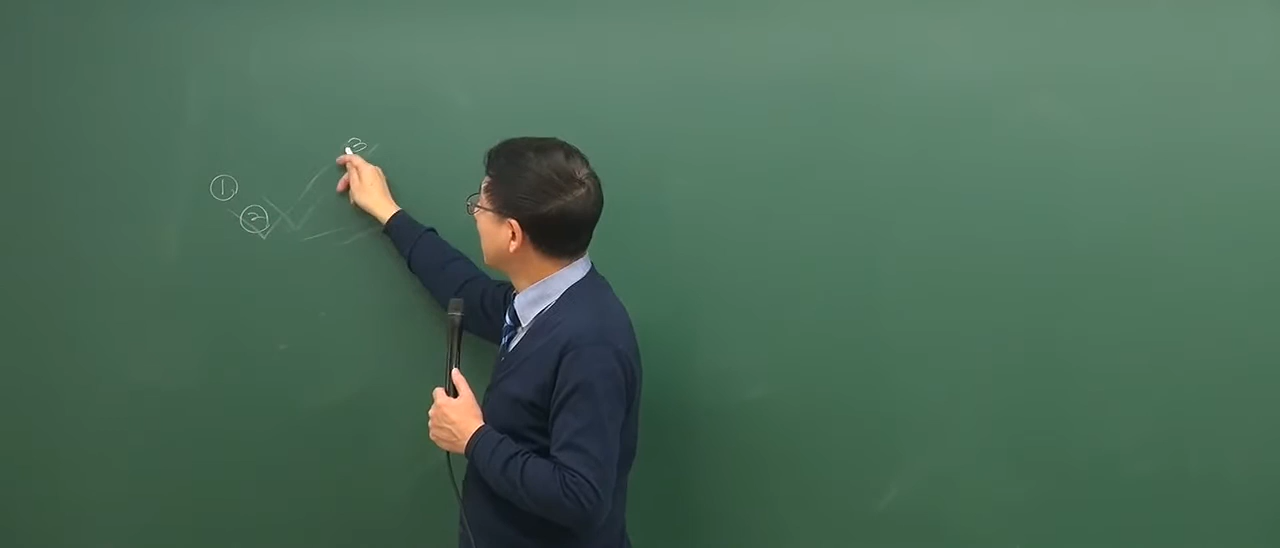 ③
①
②